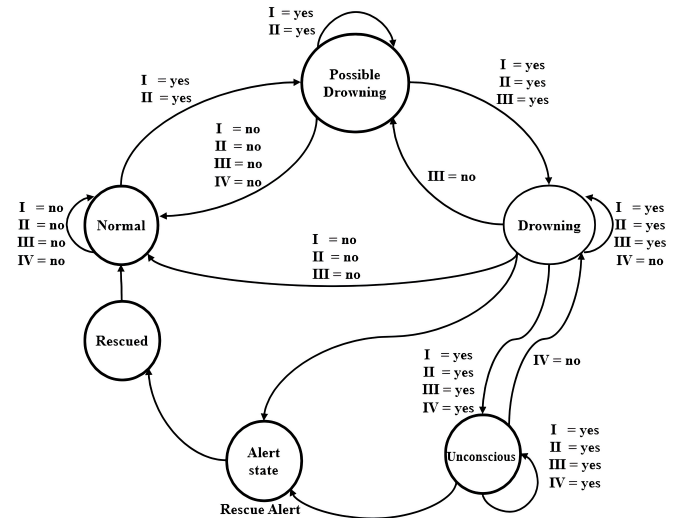 I = yes
II = yes
Possible
Drowning
I = yes
II = yes
I = yes
II = yes
III = yes
I = no
II = no
III = no
IV = no
III = no
I = no
II = no
III = no
IV = no
Normal
Drowning
I = yes
II = yes
III = yes
IV = no
I = no
II = no
III = no
Rescued
I = yes
II = yes
III = yes
IV = yes
IV = no
Alert
state
Rescue Alert
Unconscious
I = yes
II = yes
III = yes
IV = yes